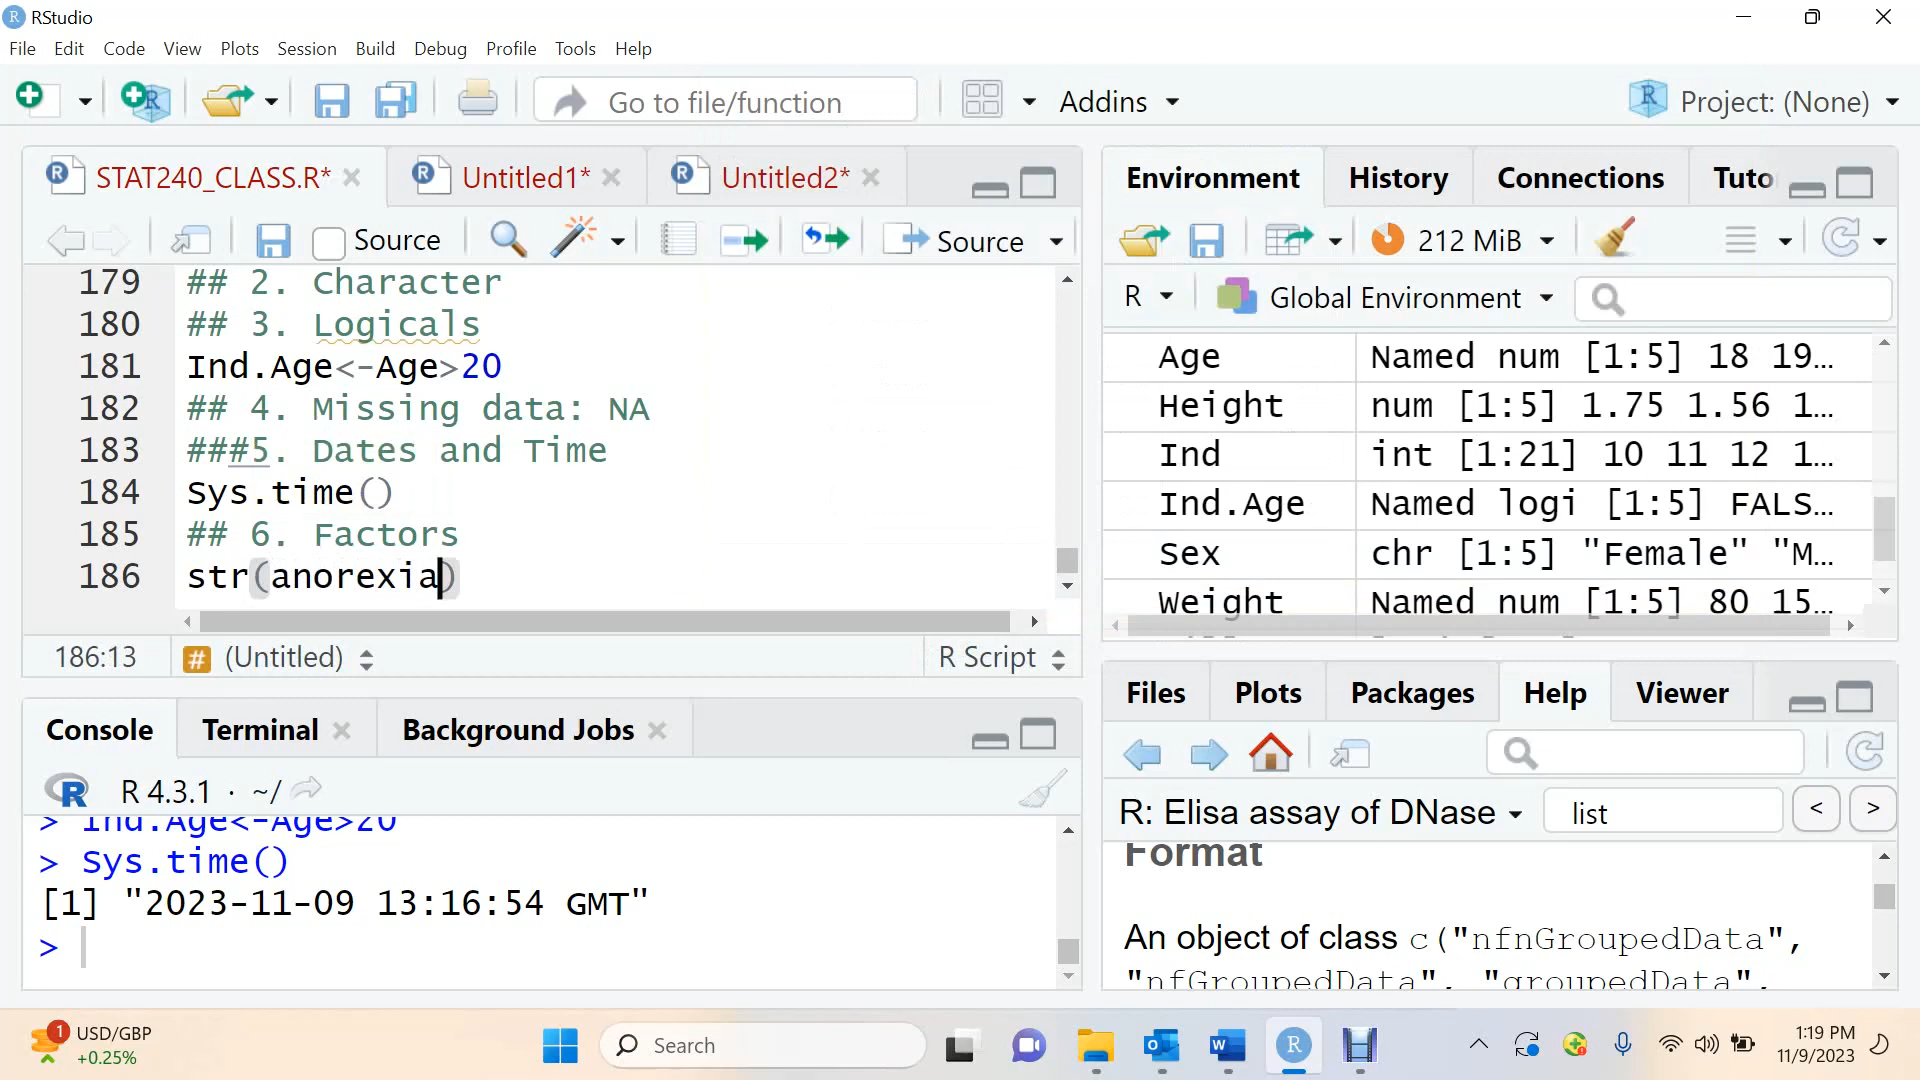 RStudio
File Edit Code View Plots Session Build Debug Profile Tools Help
Go to file/function Addins Project: (None)
STAT240_CLASS.R* Untitled1* Untitled2*
Source Source
179 ## 2. Character
180 ## 3. Logicals
181 Ind.Age<-Age>20
182 ## 4. Missing data: NA
183 ###5. Dates and Time
184 Sys.time()
185 ## 6. Factors
186 str(anorexia)
186:13 # (Untitled) R Script
Console Terminal Background Jobs
R 4.3.1 · ~/
> Ind.Age<-Age>20
> Sys.time()
[1] "2023-11-09 13:16:54 GMT"
>
Environment History Connections Tuto
212 MiB
R Global Environment
Age Named num [1:5] 18 19…
Height num [1:5] 1.75 1.56 1…
Ind int [1:21] 10 11 12 1…
Ind.Age Named logi [1:5] FALS…
Sex chr [1:5] "Female" "M…
Weight Named num [1:5] 80 15…
Files Plots Packages Help Viewer
R: Elisa assay of DNase list < >
Format
An object of class c("nfnGroupedData",
"nfGroupedData", "groupedData",
1 USD/GBP
+0.25%
Search
1:19 PM
11/9/2023